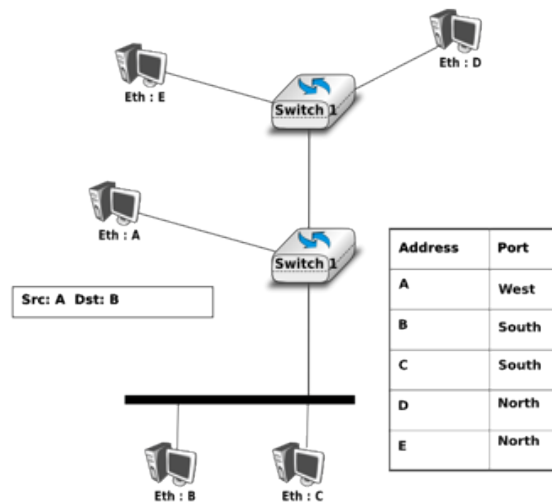 Eth : D
Eth : E
Switch 1
Eth : A
Switch 1
Src: A Dst: B
Address Port
A West
B South
C South
D North
E North
Eth : B
Eth : C